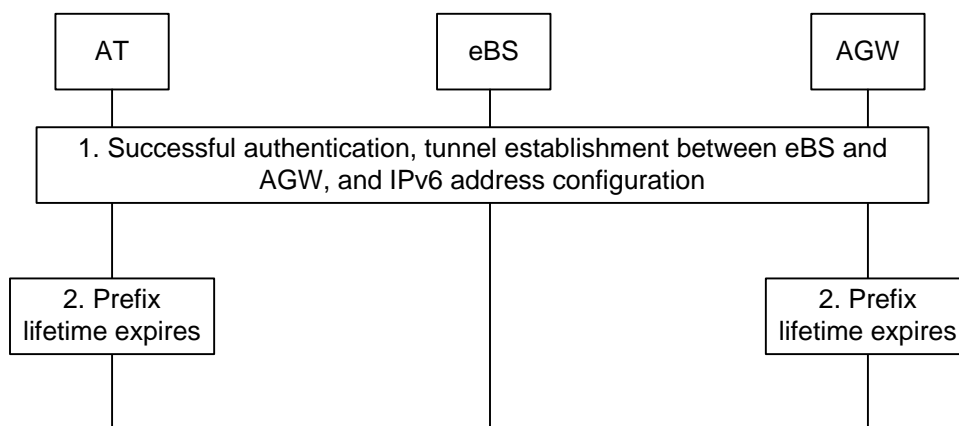 AT
eBS
AGW
1. Successful authentication, tunnel establishment between eBS and
AGW, and IPv6 address configuration
2. Prefix
lifetime expires
2. Prefix
lifetime expires